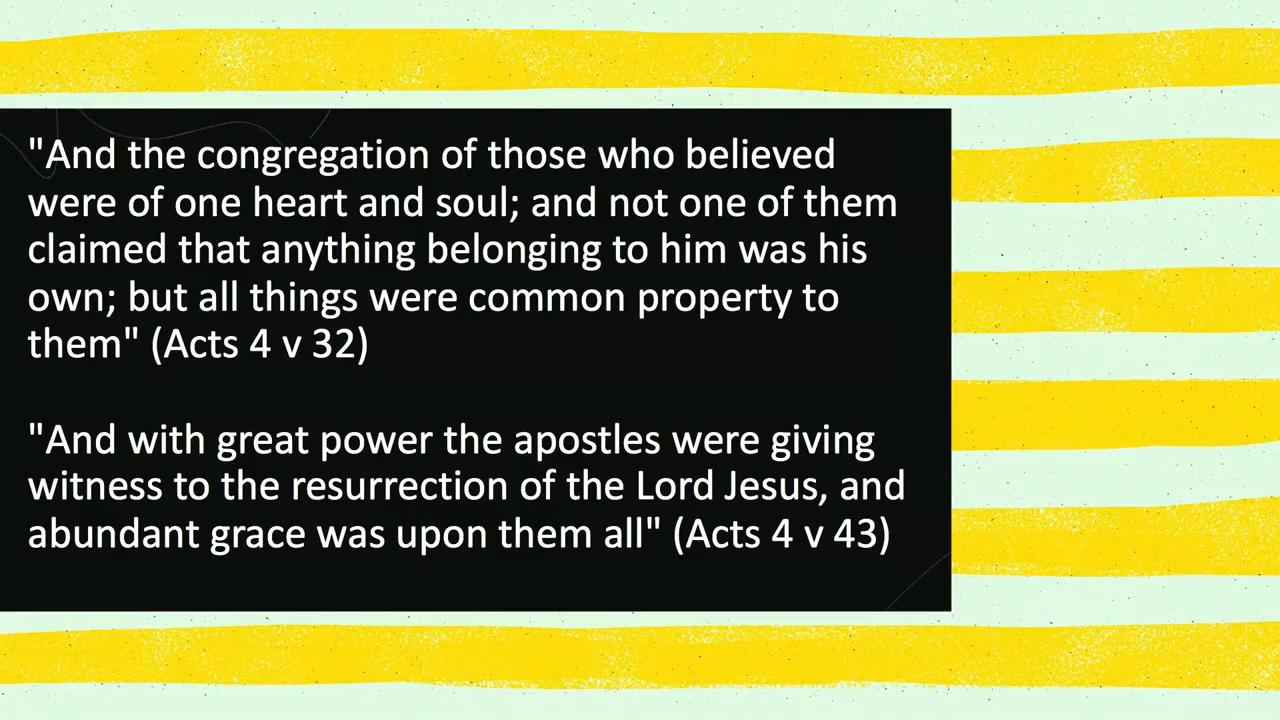 "And the congregation of those who believed
were of one heart and soul; and not one of them
claimed that anything belonging to him was his
own; but all things were common property to
them" (Acts 4 v 32)
"And with great power the apostles were giving
witness to the resurrection of the Lord Jesus, and
abundant grace was upon them all" (Acts 4 v 43)